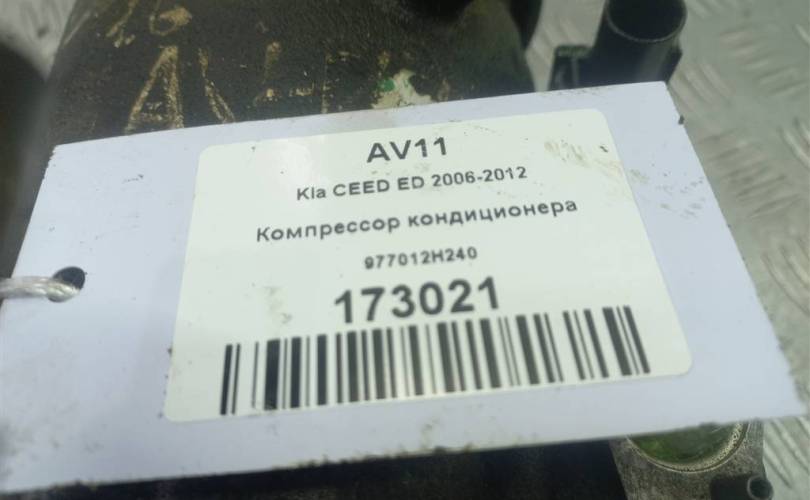 AV11
Kia CEED ED 2006-2012
Компрессор кондиционера
977012H240
173021